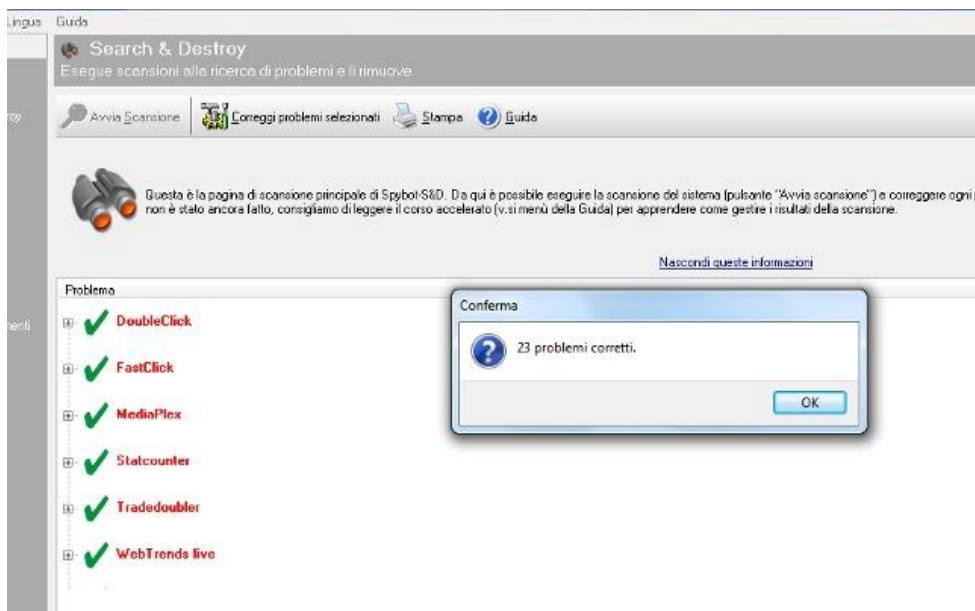 Lingue Guida
Search & Destroy
Esegue scansioni alla ricerca di problemi e li rimuove
Avvia Scansione Correggi problemi selezionati Stampa Guida
Questa è la pagina di scansione principale di Spybot-S&D. Da qui è possibile eseguire la scansione del sistema (pulsante "Avvia scansione") e correggere ogni
non è stato ancora fatto, consigliamo di leggere il corso accelerato (v.si menù della Guida) per apprendere come gestire i risultati della scansione.
Nascondi queste informazioni
Problema
Conferma
DoubleClick
23 problemi corretti.
FastClick
OK
MediaPlex
Statcounter
Tradedoubler
WebTrends live